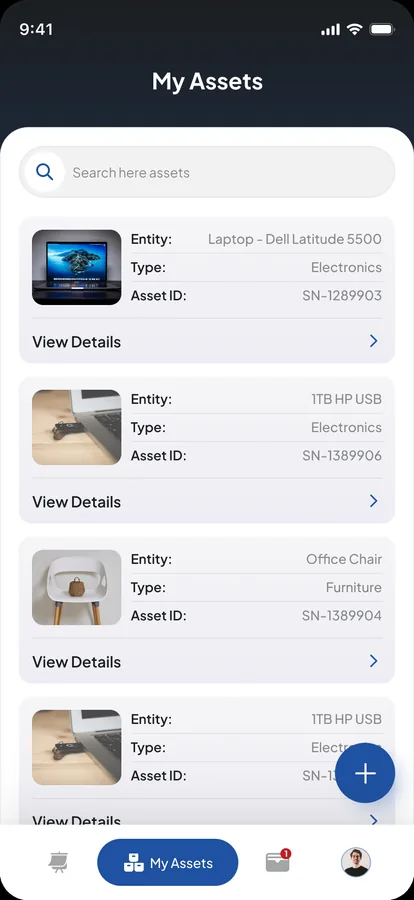 9:41
My Assets
Search here assets
Entity: Laptop - Dell Latitude 5500
Type: Electronics
Asset ID: SN-1289903
View Details
Entity: 1TB HP USB
Type: Electronics
Asset ID: SN-1389906
View Details
Entity: Office Chair
Type: Furniture
Asset ID: SN-1389904
View Details
Entity: 1TB HP USB
Type:
Asset ID:
View Details
My Assets
1